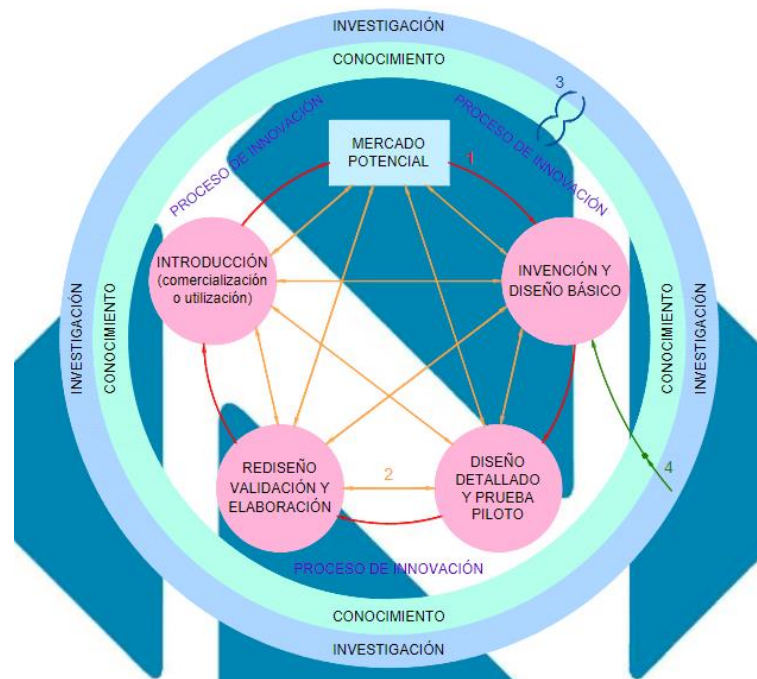 INVESTIGACIÓN
CONOCIMIENTO
3
PROCESO DE INNOVACIÓN
PROCESO DE INNOVACIÓN
MERCADO
POTENCIAL
1
INTRODUCCIÓN
(comercialización
o utilización)
INVENCIÓN Y
DISEÑO BÁSICO
INVESTIGACIÓN
CONOCIMIENTO
CONOCIMIENTO
INVESTIGACIÓN
REDISEÑO
VALIDACIÓN Y
ELABORACIÓN
2
DISEÑO
DETALLADO
Y PRUEBA
PILOTO
4
PROCESO DE INNOVACIÓN
CONOCIMIENTO
INVESTIGACIÓN